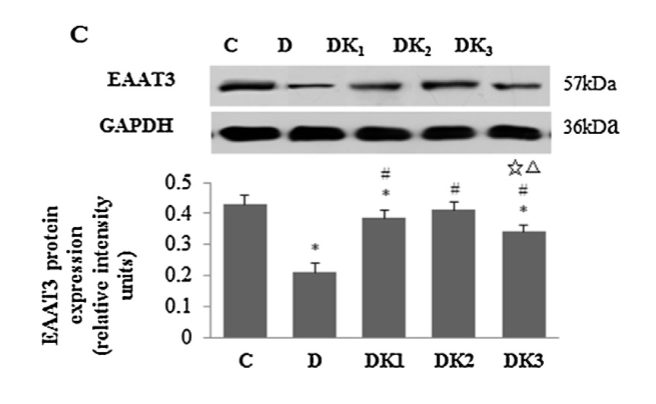 C
C D DK₁ DK₂ DK₃
EAAT3 57kDa
GAPDH 36kDa
☆△
# # #
* * *
0.5
0.4
0.3
0.2
0.1
0
EAAT3 protein
expression
(relative intensity
units)
C D DK1 DK2 DK3